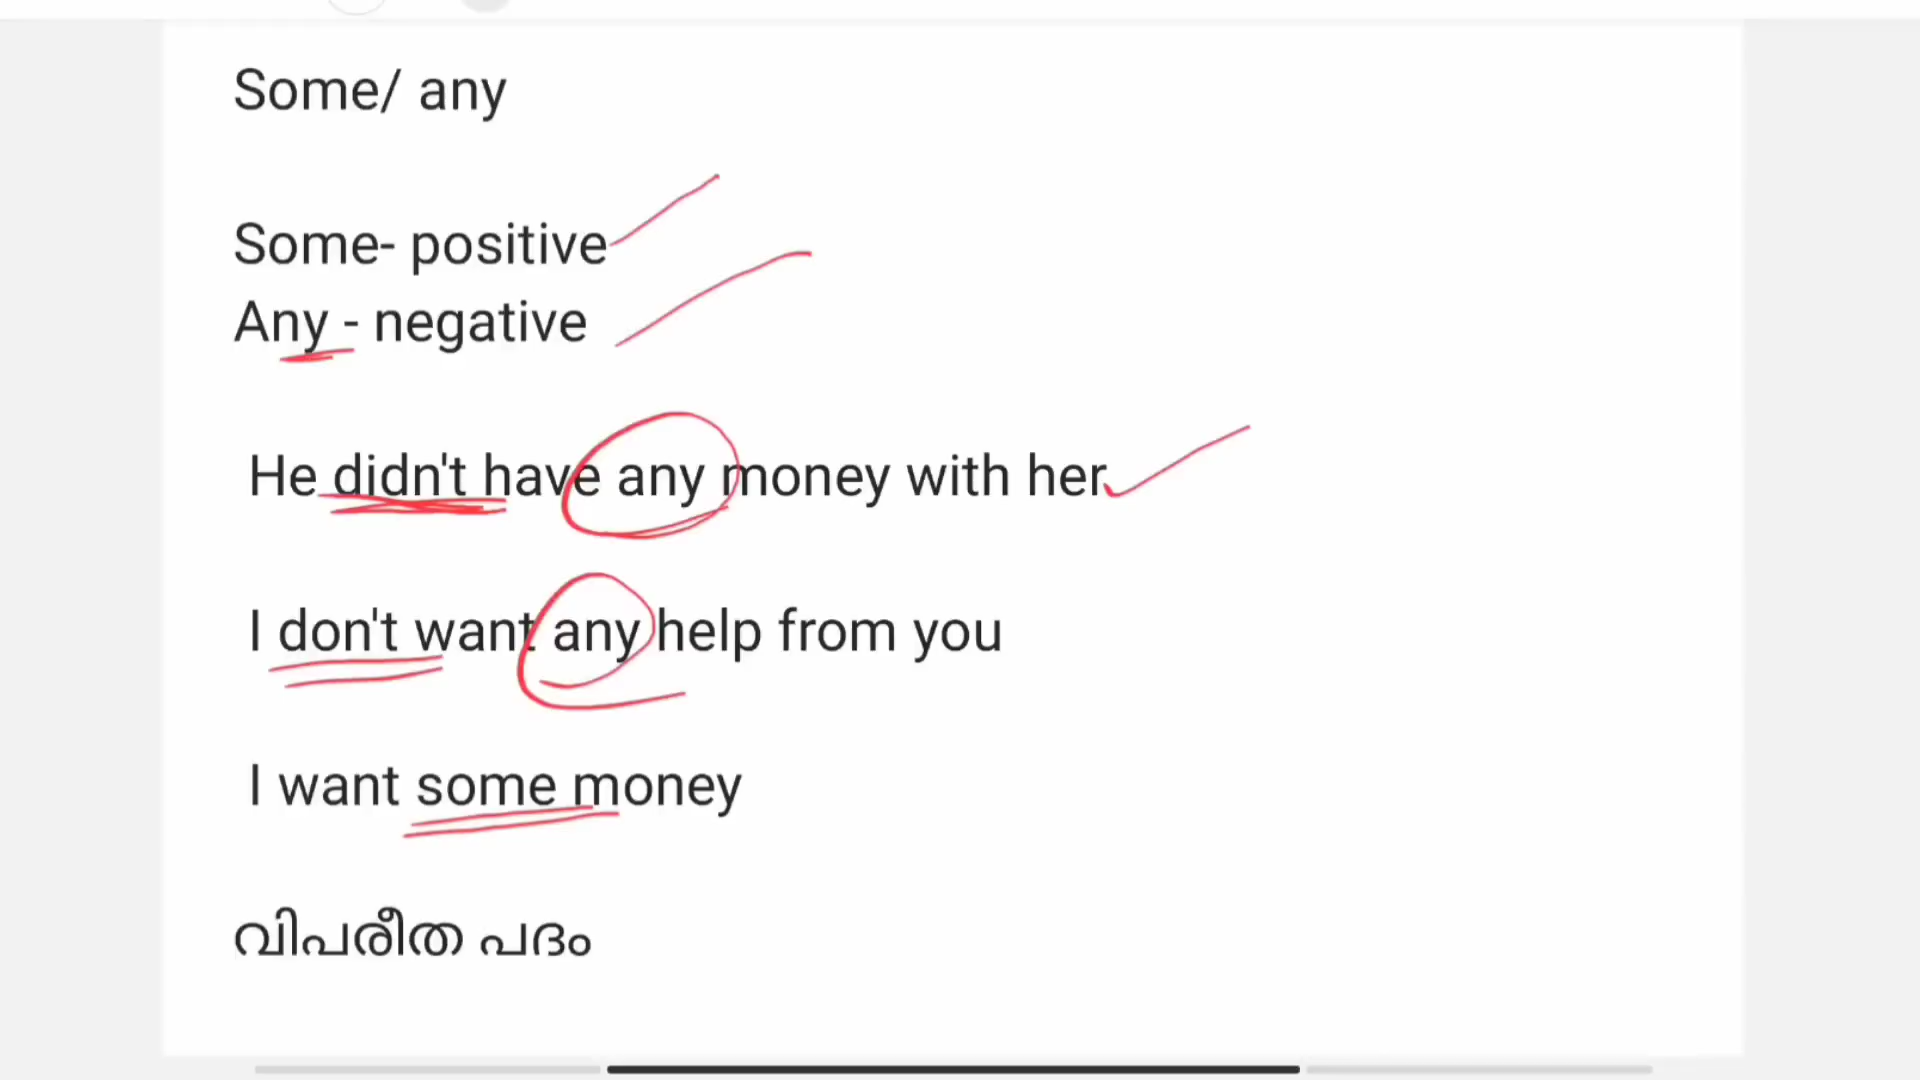 Some/ any
Some- positive
Any - negative
He didn't have any money with her
I don't want any help from you
I want some money
വിപരീത പദം